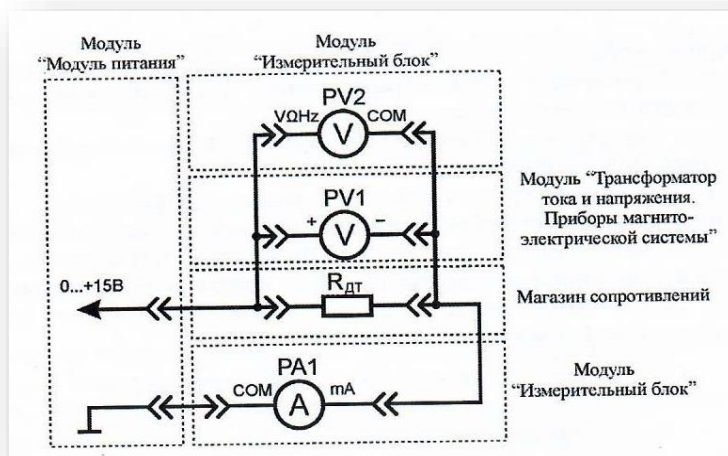 Модуль
“Модуль питания”
Модуль
“Измерительный блок”
PV2
VΩHz
COM
V
PV1
+
V
−
Модуль “Трансформатор
тока и напряжения.
Приборы магнито-
электрической системы”
0...+15В
RДТ
Магазин сопротивлений
PA1
COM
mA
A
Модуль
“Измерительный блок”